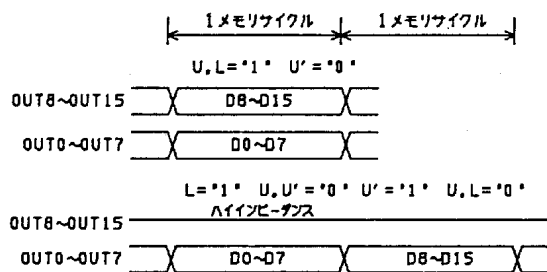 1メモリサイクル 1メモリサイクル
U,L="1" U'="0"
OUT8~OUT15 D8~D15
OUT0~OUT7 D0~D7
L="1" U,U'="0" U'="1" U,L="0"
ハイインピーダンス
OUT8~OUT15
OUT0~OUT7 D0~D7 D8~D15